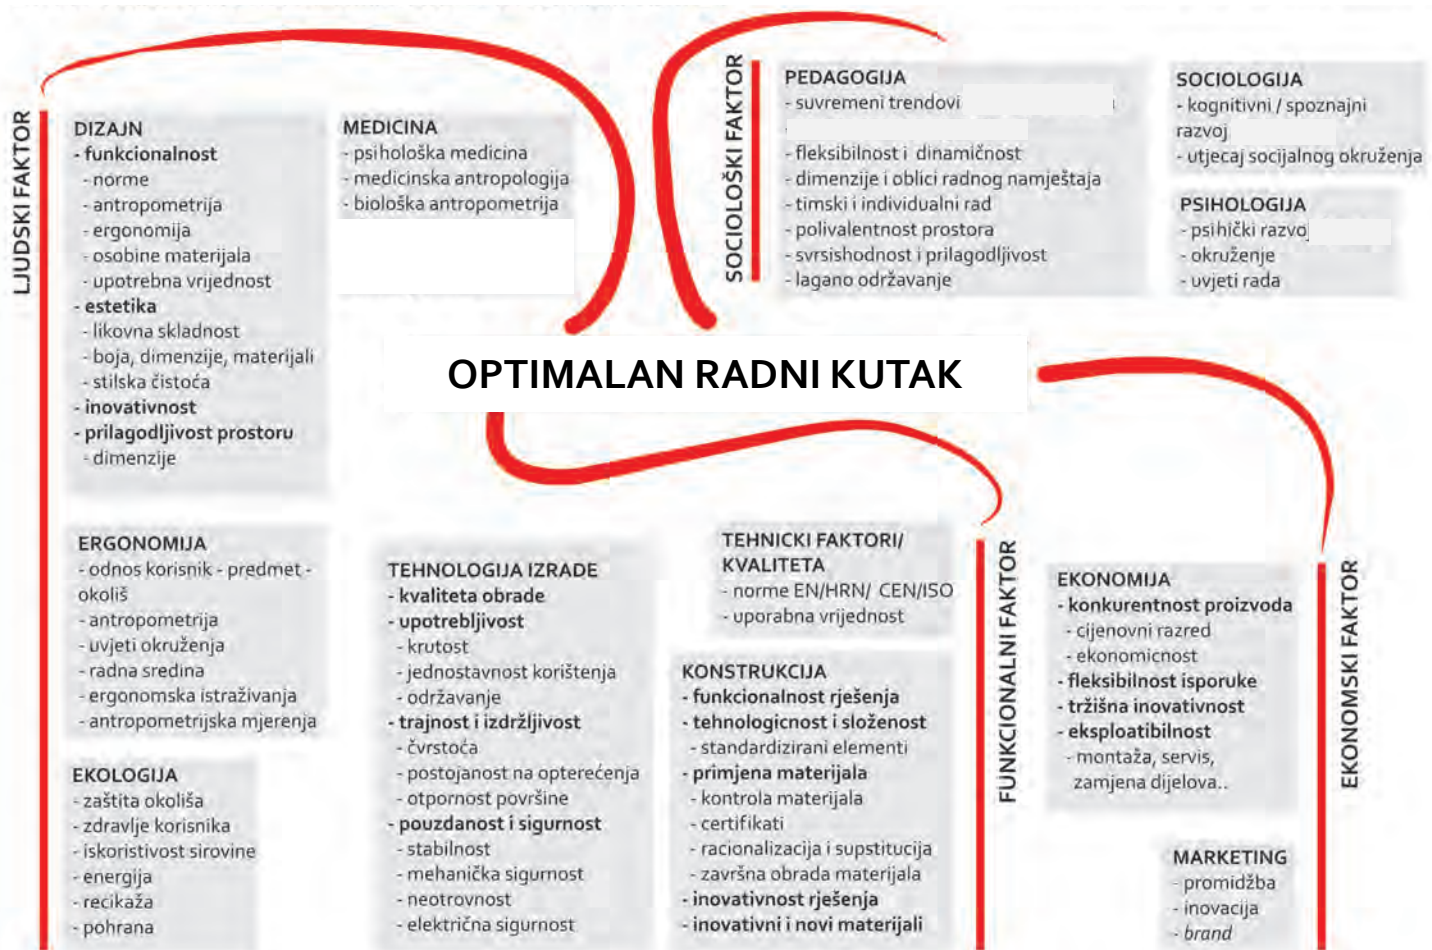 LJUDSKI FAKTOR
DIZAJN
- funkcionalnost
- norme
- antropometrija
- ergonomija
- osobine materijala
- upotrebna vrijednost
- estetika
- likovna skladnost
- boja, dimenzije, materijali
- stilska čistoća
- inovativnost
- prilagodljivost prostoru
- dimenzije
MEDICINA
- psihološka medicina
- medicinska antropologija
- biološka antropometrija
ERGONOMIJA
- odnos korisnik - predmet -
okoliš
- antropometrija
- uvjeti okruženja
- radna sredina
- ergonomska istraživanja
- antropometrijska mjerenja
EKOLOGIJA
- zaštita okoliša
- zdravlje korisnika
- iskoristivost sirovine
- energija
- recikaža
- pohrana
SOCIOLOŠKI FAKTOR
PEDAGOGIJA
- suvremeni trendovi
- fleksibilnost i dinamičnost
- dimenzije i oblici radnog namještaja
- timski i individualni rad
- polivalentnost prostora
- svrsishodnost i prilagodljivost
- lagano održavanje
SOCIOLOGIJA
- kognitivni / spoznajni
razvoj
- utjecaj socijalnog okruženja
PSIHOLOGIJA
- psihički razvoj
- okruženje
- uvjeti rada
OPTIMALAN RADNI KUTAK
TEHNOLOGIJA IZRADE
- kvaliteta obrade
- upotrebljivost
- krutost
- jednostavnost korištenja
- održavanje
- trajnost i izdržljivost
- čvrstoća
- postojanost na opterećenja
- otpornost površine
- pouzdanost i sigurnost
- stabilnost
- mehanička sigurnost
- neotrovnost
- električna sigurnost
TEHNICKI FAKTORI/
KVALITETA
- norme EN/HRN/ CEN/ISO
- uporabna vrijednost
KONSTRUKCIJA
- funkcionalnost rješenja
- tehnologicnost i složenost
- standardizirani elementi
- primjena materijala
- kontrola materijala
- certifikati
- racionalizacija i supstitucija
- završna obrada materijala
- inovativnost rješenja
- inovativni i novi materijali
FUNKCIONALNI FAKTOR
EKONOMIJA
- konkurentnost proizvoda
- cijenovni razred
- ekonomicnost
- fleksibilnost isporuke
- tržišna inovativnost
- eksploatibilnost
- montaža, servis,
zamjena dijelova..
MARKETING
- promidžba
- inovacija
- brand
EKONOMSKI FAKTOR